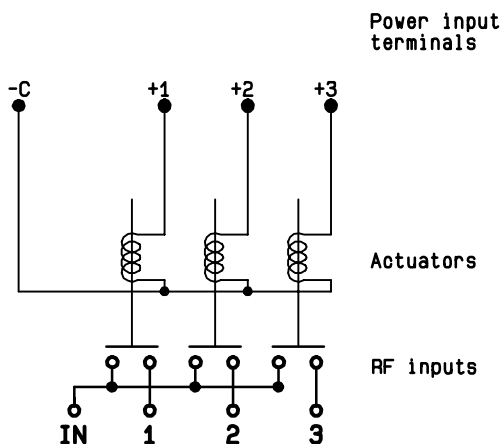 Power input
terminals
-C +1 +2 +3
Actuators
RF inputs
IN 1 2 3